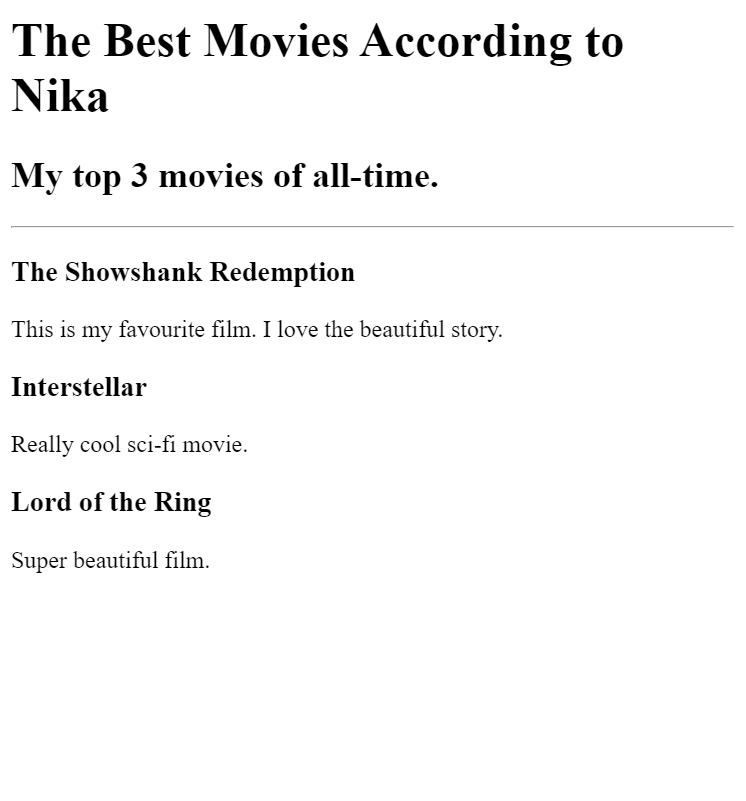 The Best Movies According to
Nika
My top 3 movies of all-time.
The Showshank Redemption
This is my favourite film. I love the beautiful story.
Interstellar
Really cool sci-fi movie.
Lord of the Ring
Super beautiful film.